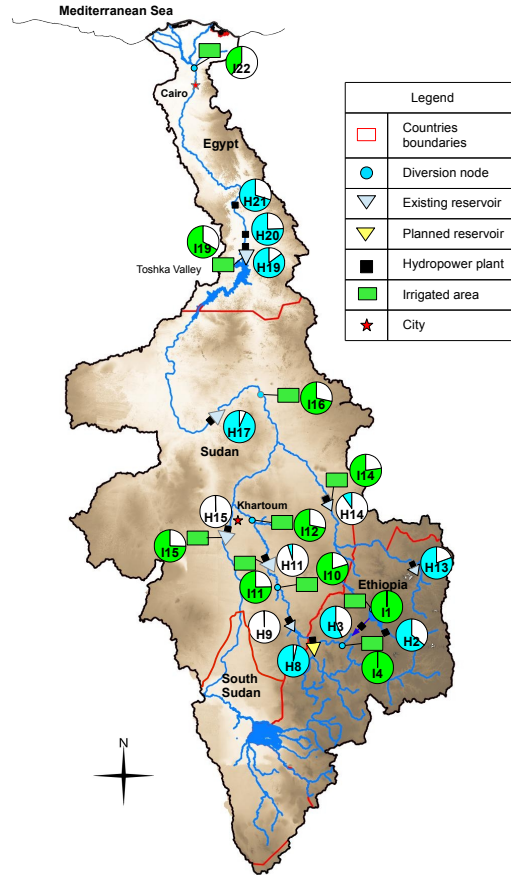 Mediterranean Sea
I22
Cairo
Egypt
H21
H20
I19
Toshka Valley
H19
Legend
Countries
boundaries
Diversion node
Existing reservoir
Planned reservoir
Hydropower plant
Irrigated area
City
I16
H17
Sudan
I14
Khartoum
H15
H14
I12
I15
H11
I10
H13
I11
Ethiopia
I1
H9
H3
H2
H8
I4
South
Sudan
N